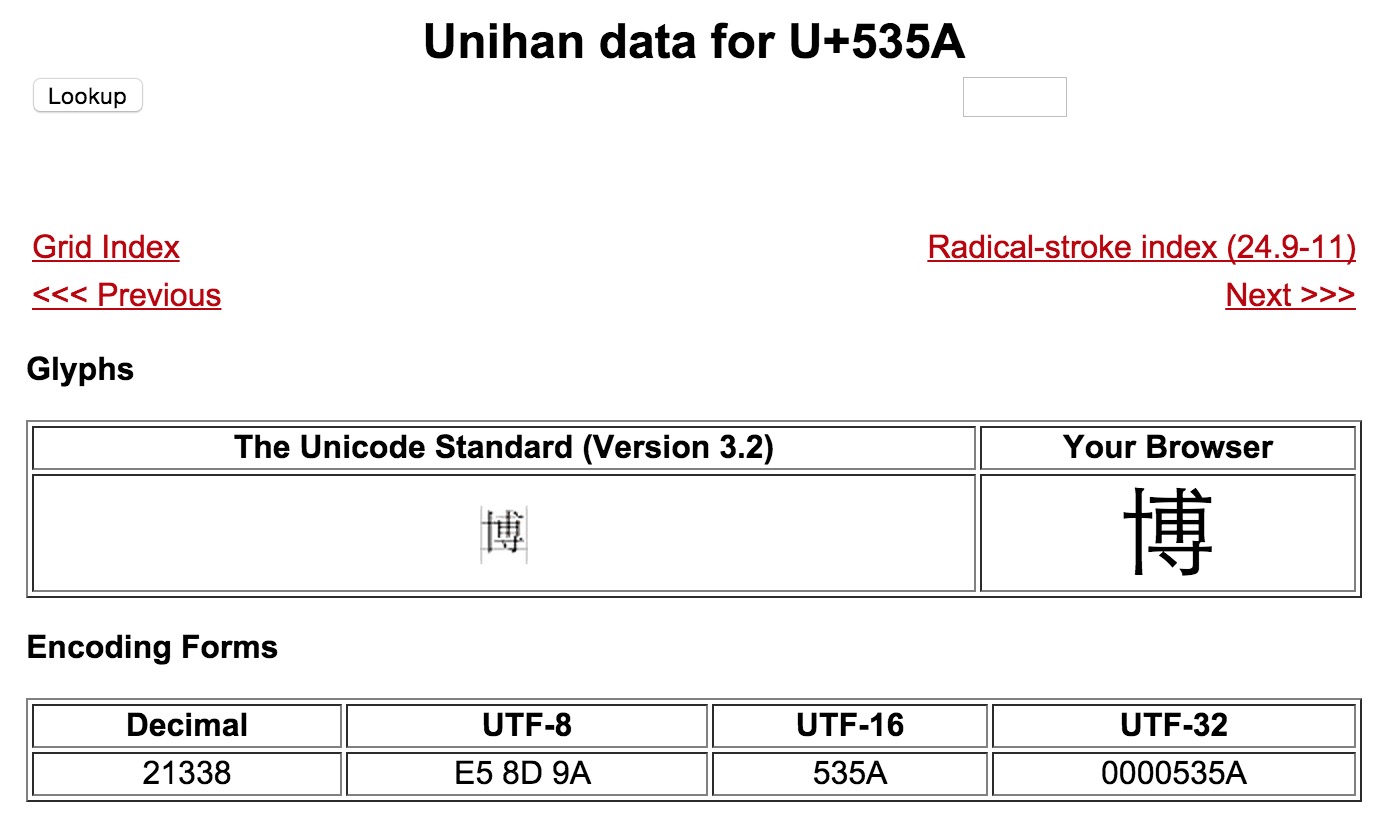 Unihan data for U+535A
Lookup
Grid Index Radical-stroke index (24.9-11)
<<< Previous Next >>>
Glyphs
The Unicode Standard (Version 3.2) Your Browser
博 博
Encoding Forms
Decimal UTF-8 UTF-16 UTF-32
21338 E5 8D 9A 535A 0000535A